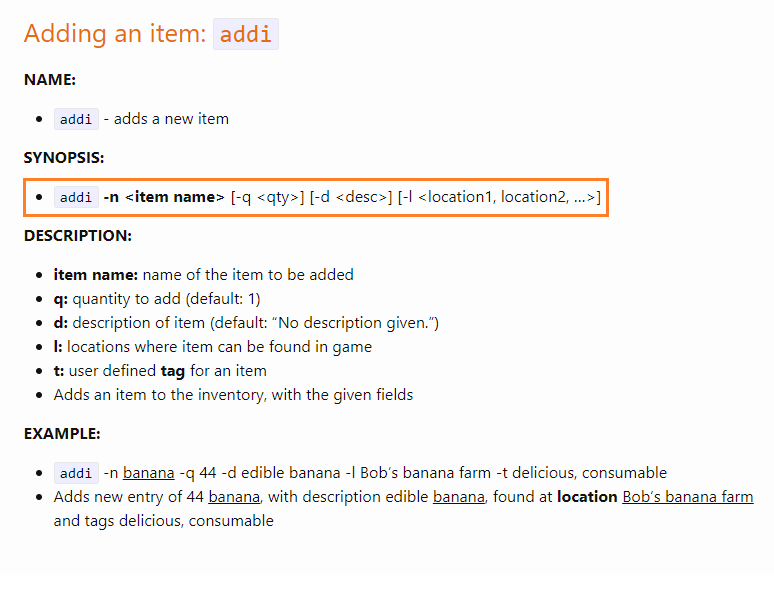 Adding an item: addi
NAME:
• addi - adds a new item
SYNOPSIS:
• addi -n <item name> [-q <qty>] [-d <desc>] [-l <location1, location2, ...>]
DESCRIPTION:
• item name: name of the item to be added
• q: quantity to add (default: 1)
• d: description of item (default: “No description given.”)
• l: locations where item can be found in game
• t: user defined tag for an item
• Adds an item to the inventory, with the given fields
EXAMPLE:
• addi -n banana -q 44 -d edible banana -l Bob’s banana farm -t delicious, consumable
• Adds new entry of 44 banana, with description edible banana, found at location Bob’s banana farm
and tags delicious, consumable